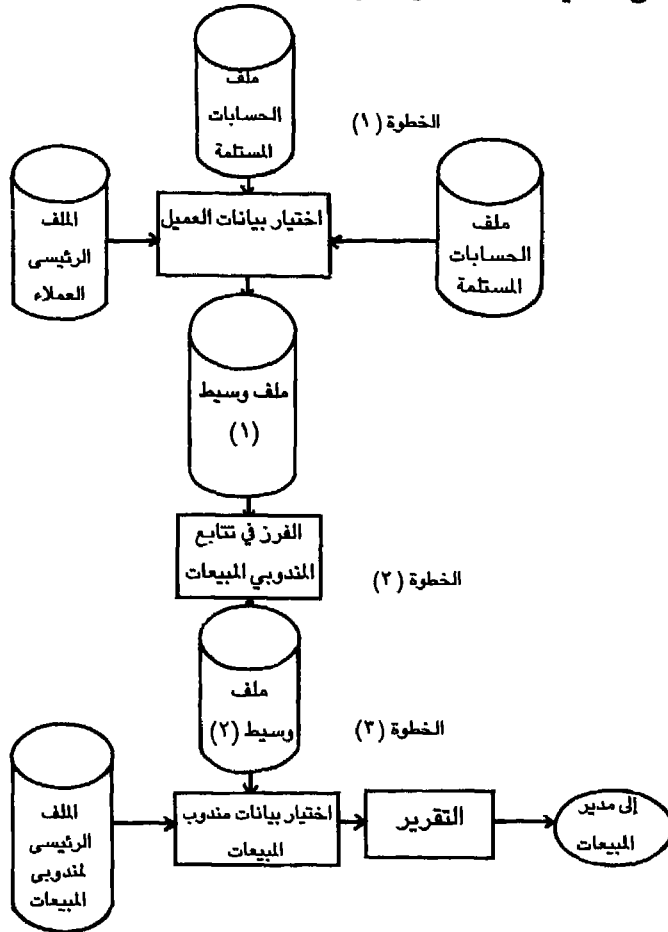 ملف
الحسابات
المستلمة
الخطوة (١)
الملف
الرئيسى
العملاء
اختيار بيانات العميل
ملف
الحسابات
المستلمة
ملف وسيط
(١)
الفرز في تتابع
المندوبي المبيعات
الخطوة (٢)
ملف
وسيط (٢)
الخطوة (٣)
الملف
الرئيسى
لمندوبى
المبيعات
اختيار بيانات مندوب
المبيعات
التقرير
إلى مدير
المبيعات